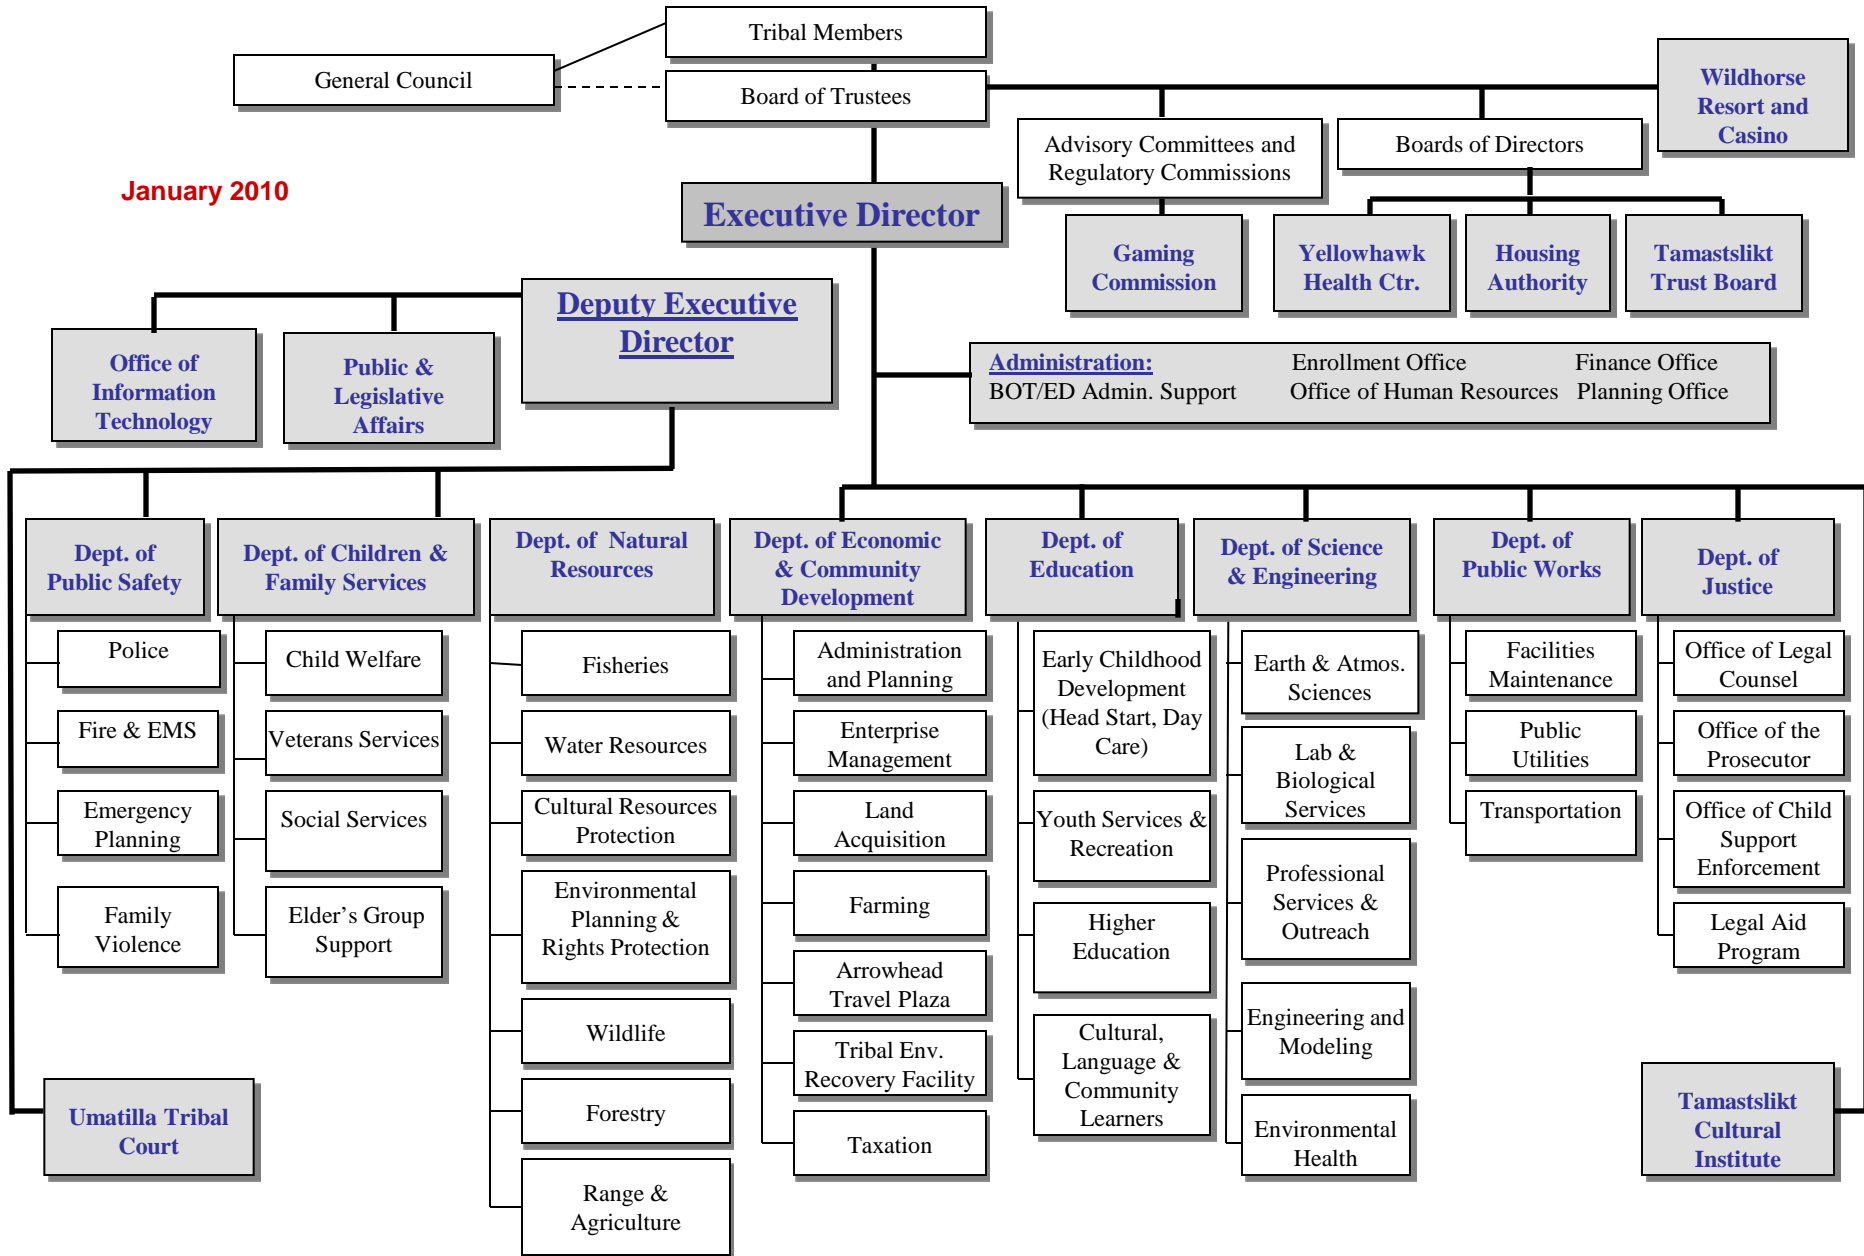 Tribal Members
General Council
Board of Trustees
Wildhorse
Resort and
Casino
Advisory Committees and
Regulatory Commissions
Boards of Directors
January 2010
Executive Director
Gaming
Commission
Yellowhawk
Health Ctr.
Housing
Authority
Tamastslikt
Trust Board
Deputy Executive
Director
Office of
Information
Technology
Public &
Legislative
Affairs
Administration: Enrollment Office Finance Office
BOT/ED Admin. Support Office of Human Resources Planning Office
Dept. of
Public Safety
Police
Fire & EMS
Emergency
Planning
Family
Violence
Dept. of Children &
Family Services
Child Welfare
Veterans Services
Social Services
Elder’s Group
Support
Dept. of Natural
Resources
Fisheries
Water Resources
Cultural Resources
Protection
Environmental
Planning &
Rights Protection
Wildlife
Forestry
Range &
Agriculture
Dept. of Economic
& Community
Development
Administration
and Planning
Enterprise
Management
Land
Acquisition
Farming
Arrowhead
Travel Plaza
Tribal Env.
Recovery Facility
Taxation
Dept. of
Education
Early Childhood
Development
(Head Start, Day
Care)
Youth Services &
Recreation
Higher
Education
Cultural,
Language &
Community
Learners
Dept. of Science
& Engineering
Earth & Atmos.
Sciences
Lab &
Biological
Services
Professional
Services &
Outreach
Engineering and
Modeling
Environmental
Health
Dept. of
Public Works
Facilities
Maintenance
Public
Utilities
Transportation
Dept. of
Justice
Office of Legal
Counsel
Office of the
Prosecutor
Office of Child
Support
Enforcement
Legal Aid
Program
Umatilla Tribal
Court
Tamastslikt
Cultural
Institute